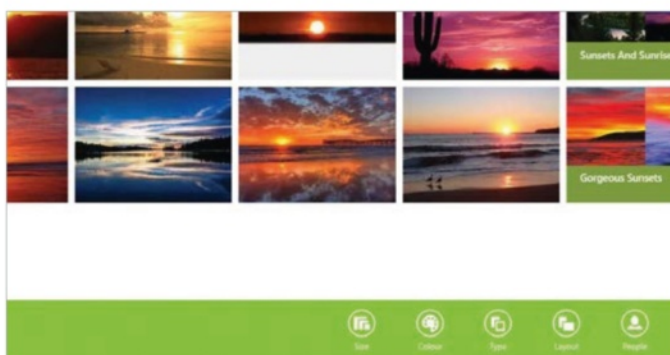 Sunsets And Sunrise
Gorgeous Sunsets
Size
Colour
Type
Layout
People